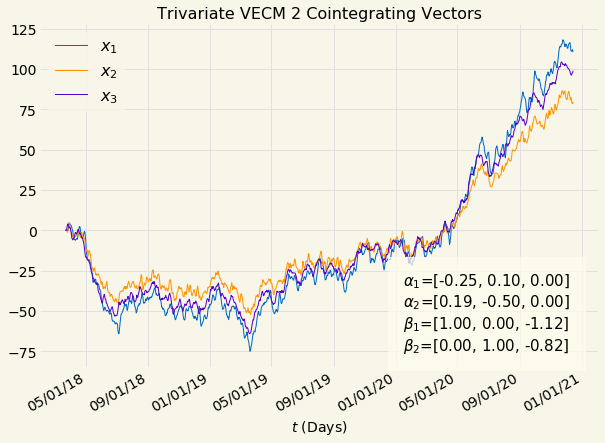 Trivariate VECM 2 Cointegrating Vectors
125
100
75
50
25
0
−25
−50
−75
x₁
x₂
x₃
α₁=[-0.25, 0.10, 0.00]
α₂=[0.19, -0.50, 0.00]
β₁=[1.00, 0.00, -1.12]
β₂=[0.00, 1.00, -0.82]
05/01/18 09/01/18 01/01/19 05/01/19 09/01/19 01/01/20 05/01/20 09/01/20 01/01/21
t (Days)